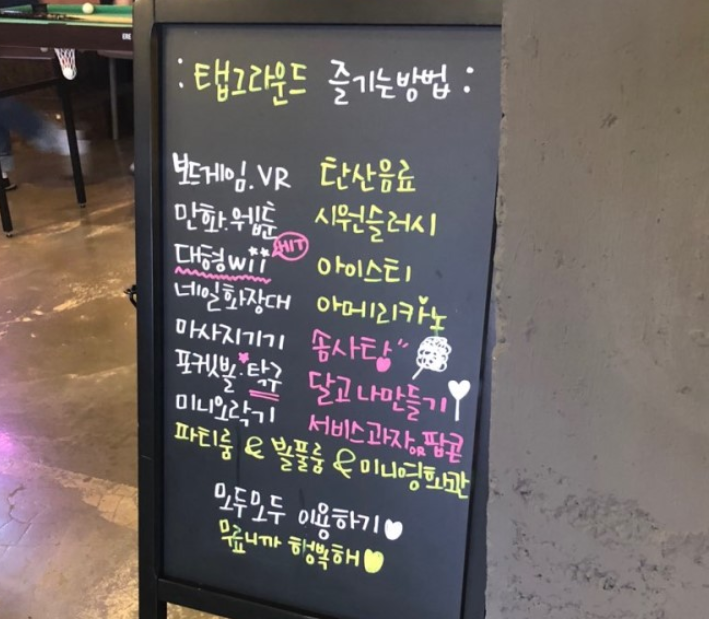 : 탭그라운드 즐기는방법 :
보드게임.VR
만화.웹툰
대형wii HIT
네일화장대
마사지기기
포켓볼·탁구
미니오락기
탄산음료
시원슬러시
아이스티
아메리카노
솜사탕
달고나만들기
서비스과자OR팝콘
파티룸 & 발풀룸 & 미니영화관
모두모두 이용하기
무료니까 행복해